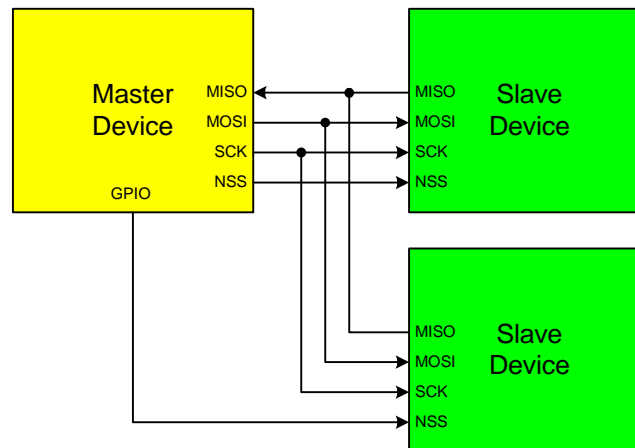 Master
Device
MISO
MOSI
SCK
NSS
GPIO
MISO
MOSI
SCK
NSS
Slave
Device
MISO
MOSI
SCK
NSS
Slave
Device